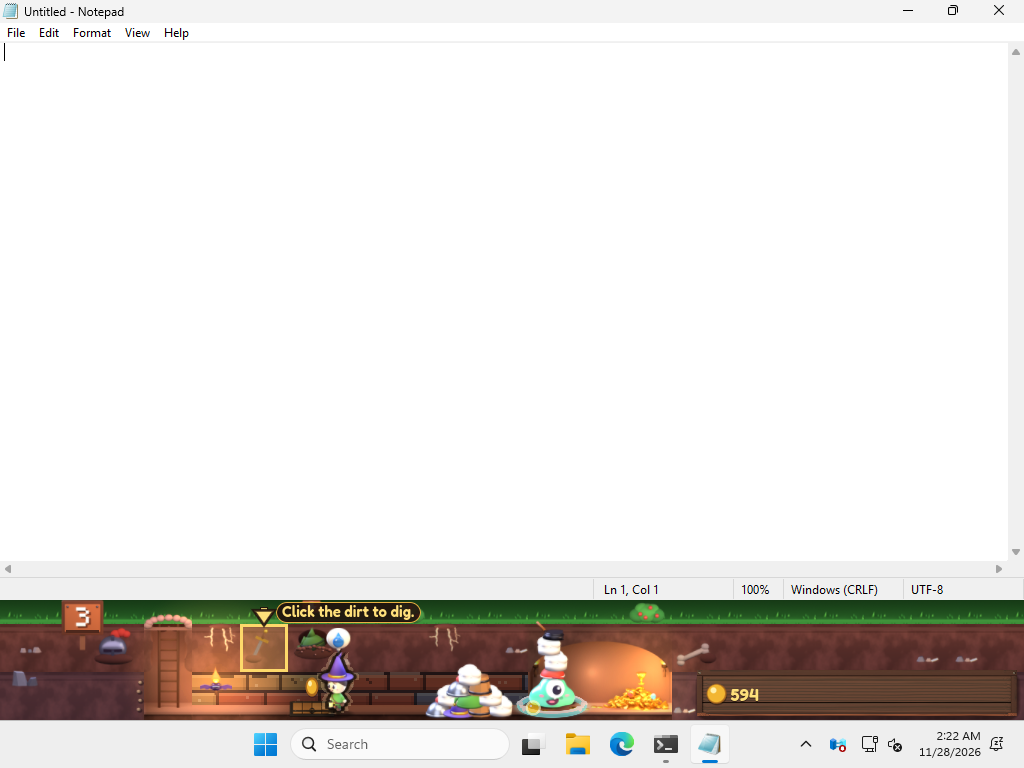 Untitled - Notepad
File Edit Format View Help
Ln 1, Col 1
100%
Windows (CRLF)
UTF-8
3
Click the dirt to dig.
594
Search
2:22 AM
11/28/2026